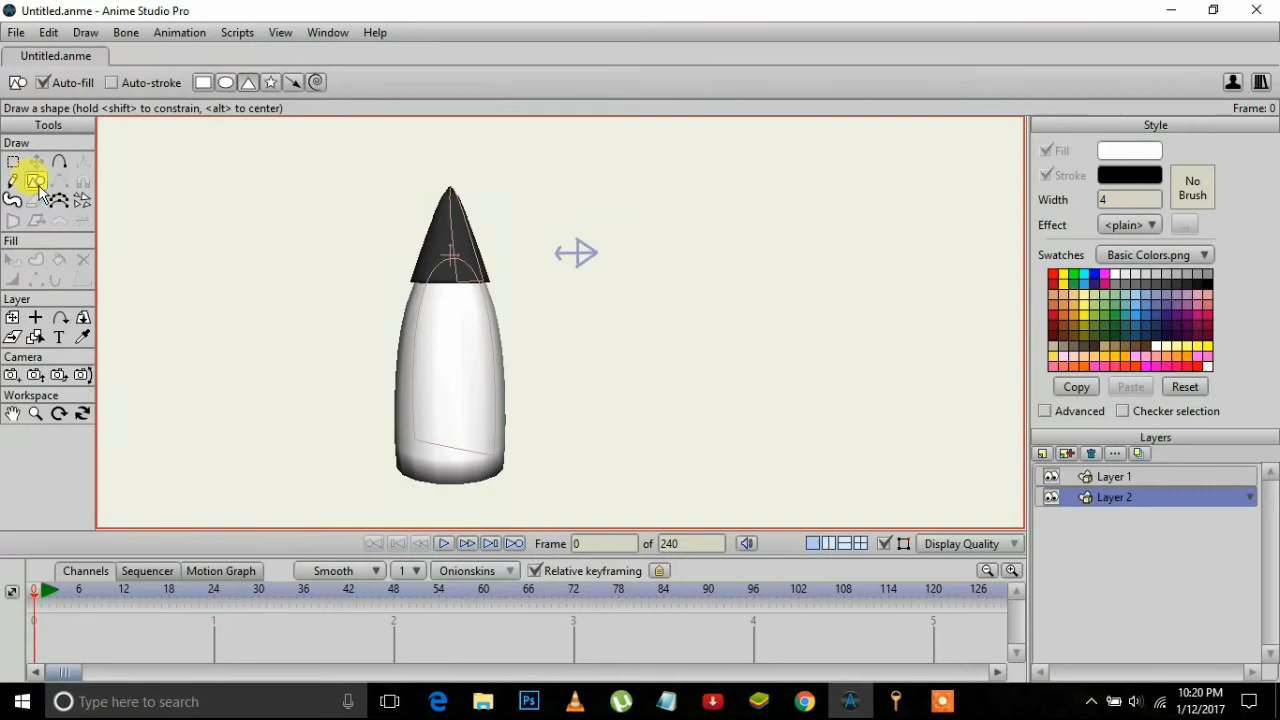 Untitled.anme - Anime Studio Pro
File Edit Draw Bone Animation Scripts View Window Help
Untitled.anme
Auto-fill Auto-stroke
Draw a shape (hold <shift> to constrain, <alt> to center) Frame: 0
Tools
Draw
Fill
Layer
T
Camera
Workspace
Style
Fill
Stroke
No Brush
Width 4
Effect <plain> ...
Swatches Basic Colors.png
Copy Paste Reset
Advanced Checker selection
Layers
Layer 1
Layer 2
Frame 0 of 240 Display Quality
Channels Sequencer Motion Graph Smooth 1 Onionskins Relative keyframing
0 6 12 18 24 30 36 42 48 54 60 66 72 78 84 90 96 102 108 114 120 126
0 1 2 3 4 5
Type here to search
Ps
10:20 PM
1/12/2017